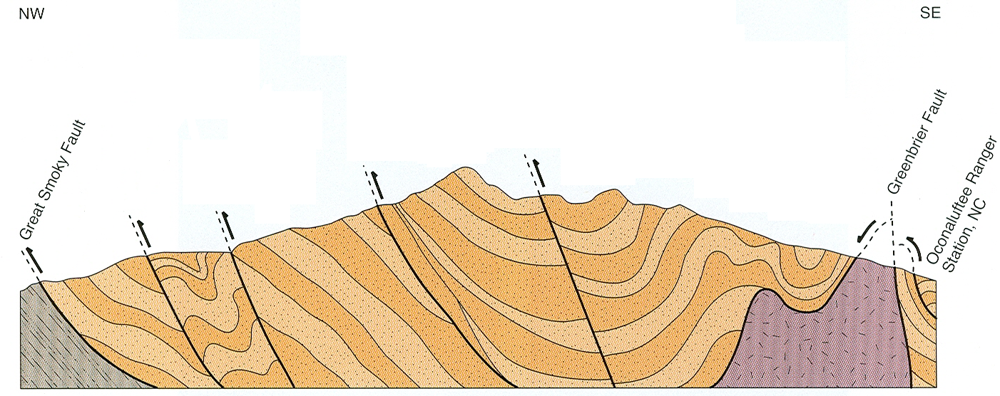 NW
SE
Great Smoky Fault
Greenbrier Fault
Oconaluftee Ranger
Station, NC